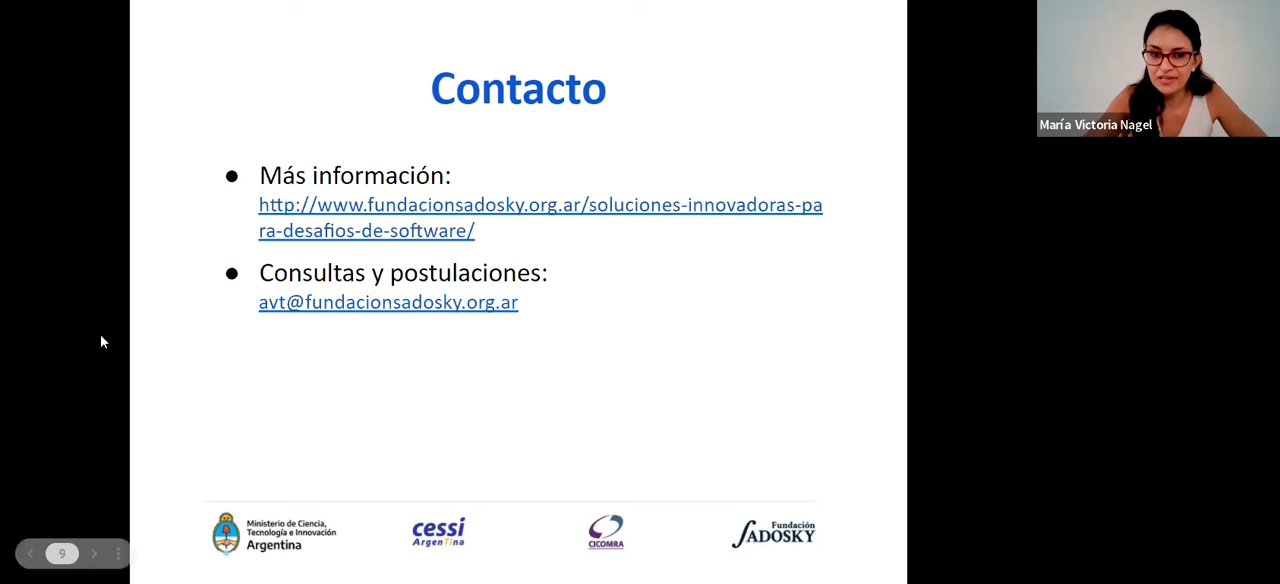 Contacto
María Victoria Nagel
● Más información:
http://www.fundacionsadosky.org.ar/soluciones-innovadoras-pa
ra-desafios-de-software/
● Consultas y postulaciones:
avt@fundacionsadosky.org.ar
Ministerio de Ciencia,
Tecnología e Innovación
Argentina
cessi
ArgenTIna
CICOMRA
Fundación
SADOSKY
9